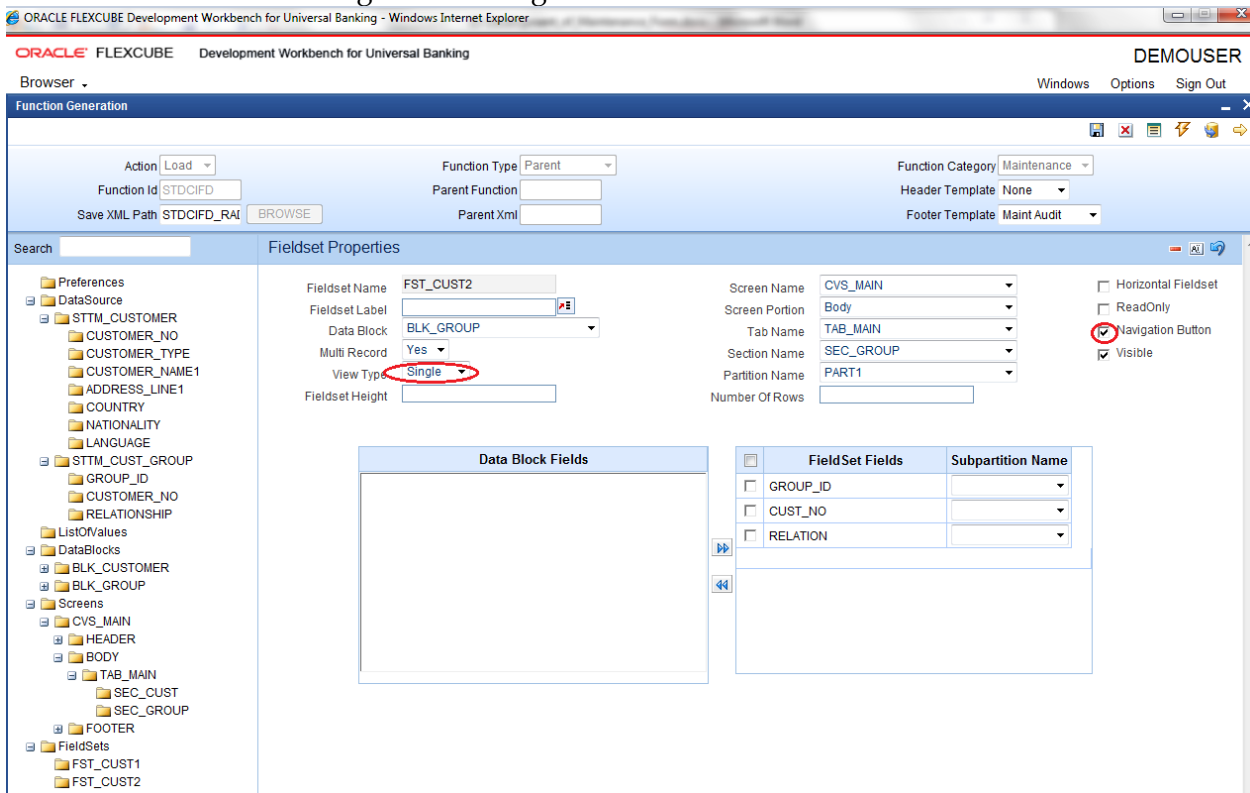 ORACLE FLEXCUBE Development Workbench for Universal Banking - Windows Internet Explorer
ORACLE FLEXCUBE Development Workbench for Universal Banking DEMOUSER
Browser Windows Options Sign Out
Function Generation
Action Load Function Type Parent Function Category Maintenance
Function Id STDCIFD Parent Function Header Template None
Save XML Path STDCIFD_RAD BROWSE Parent Xml Footer Template Maint Audit
Search Fieldset Properties
Preferences
DataSource
STTM_CUSTOMER
CUSTOMER_NO
CUSTOMER_TYPE
CUSTOMER_NAME1
ADDRESS_LINE1
COUNTRY
NATIONALITY
LANGUAGE
STTM_CUST_GROUP
GROUP_ID
CUSTOMER_NO
RELATIONSHIP
ListOfValues
DataBlocks
BLK_CUSTOMER
BLK_GROUP
Screens
CVS_MAIN
HEADER
BODY
TAB_MAIN
SEC_CUST
SEC_GROUP
FOOTER
FieldSets
FST_CUST1
FST_CUST2
Fieldset Name FST_CUST2 Screen Name CVS_MAIN Horizontal Fieldset
Fieldset Label Screen Portion Body ReadOnly
Data Block BLK_GROUP Tab Name TAB_MAIN Navigation Button
Multi Record Yes Section Name SEC_GROUP Visible
View Type Single Partition Name PART1
Fieldset Height Number Of Rows
Data Block Fields FieldSet Fields Subpartition Name
GROUP_ID
CUST_NO
RELATION